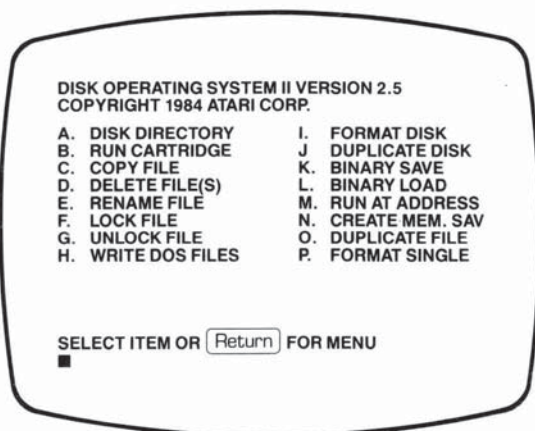 DISK OPERATING SYSTEM II VERSION 2.5
COPYRIGHT 1984 ATARI CORP.
A. DISK DIRECTORY
B. RUN CARTRIDGE
C. COPY FILE
D. DELETE FILE(S)
E. RENAME FILE
F. LOCK FILE
G. UNLOCK FILE
H. WRITE DOS FILES
I. FORMAT DISK
J DUPLICATE DISK
K. BINARY SAVE
L. BINARY LOAD
M. RUN AT ADDRESS
N. CREATE MEM. SAV
O. DUPLICATE FILE
P. FORMAT SINGLE
SELECT ITEM OR Return FOR MENU